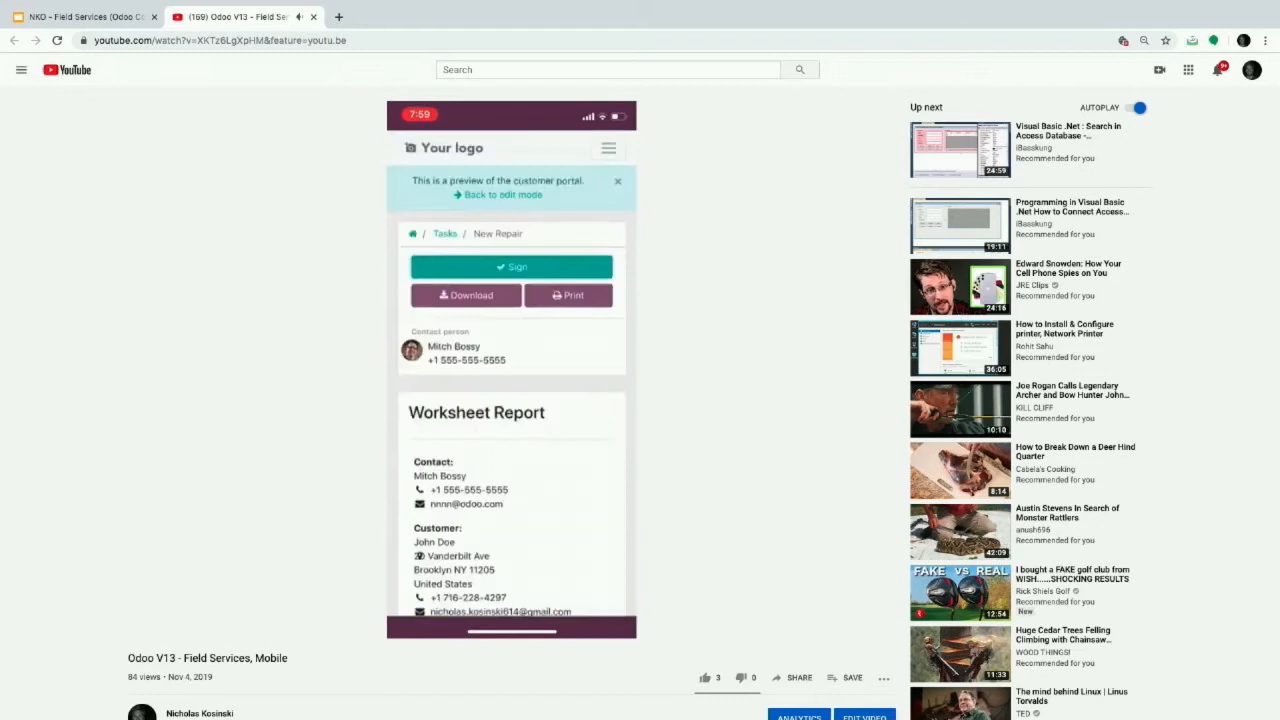 NKO - Field Services (Odoo C
(169) Odoo V13 - Field Ser
youtube.com/watch?v=XKTz6LgXpHM&feature=youtu.be
YouTube
Search
9+
7:59
Your logo
This is a preview of the customer portal.
Back to edit mode
/ Tasks / New Repair
Sign
Download
Print
Contact person
Mitch Bossy
+1 555-555-5555
Worksheet Report
Contact:
Mitch Bossy
+1 555-555-5555
nnnn@odoo.com
Customer:
John Doe
Vanderbilt Ave
Brooklyn NY 11205
United States
+1 716-228-4297
nicholas.kosinski614@gmail.com
Odoo V13 - Field Services, Mobile
84 views • Nov 4, 2019
3
0
SHARE
SAVE
Nicholas Kosinski
ANALYTICS
EDIT VIDEO
Up next
AUTOPLAY
Visual Basic .Net : Search in
Access Database -...
iBasskung
Recommended for you
24:59
Programming in Visual Basic
.Net How to Connect Access...
iBasskung
Recommended for you
19:11
Edward Snowden: How Your
Cell Phone Spies on You
JRE Clips
Recommended for you
24:16
How to Install & Configure
printer, Network Printer
Rohit Sahu
Recommended for you
36:05
Joe Rogan Calls Legendary
Archer and Bow Hunter John...
KILL CLIFF
Recommended for you
10:10
How to Break Down a Deer Hind
Quarter
Cabela's Cooking
Recommended for you
8:14
Austin Stevens In Search of
Monster Rattlers
anuah696
Recommended for you
42:09
FAKE vs REAL
I bought a FAKE golf club from
WISH......SHOCKING RESULTS
Rick Shiels Golf
Recommended for you
New
12:54
Huge Cedar Trees Felling
Climbing with Chainsaw...
WOOD THINGS!
Recommended for you
11:33
The mind behind Linux | Linus
Torvalds
TED